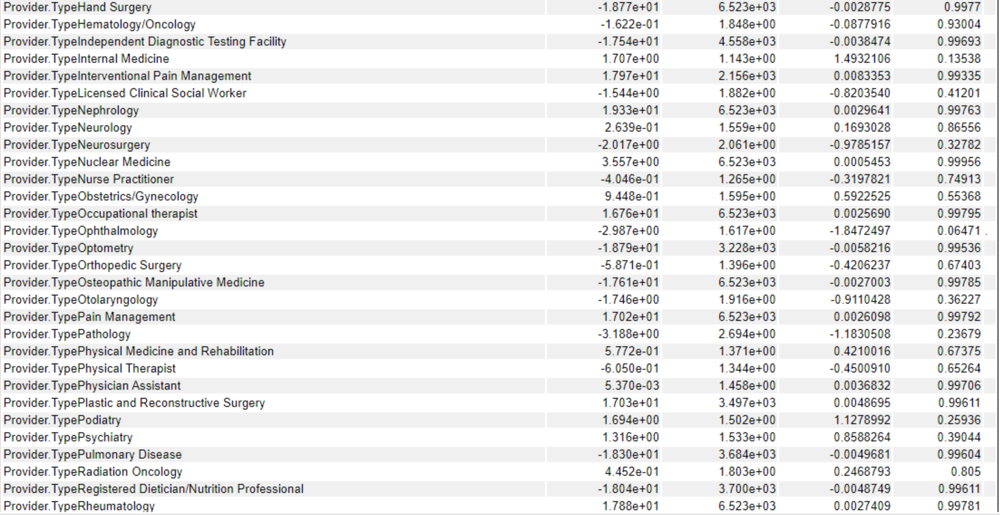 Provider.TypeHand Surgery -1.877e+01 6.523e+03 -0.0028775 0.9977
Provider.TypeHematology/Oncology -1.622e-01 1.848e+00 -0.0877916 0.93004
Provider.TypeIndependent Diagnostic Testing Facility -1.754e+01 4.558e+03 -0.0038474 0.99693
Provider.TypeInternal Medicine 1.707e+00 1.143e+00 1.4932106 0.13538
Provider.TypeInterventional Pain Management 1.797e+01 2.156e+03 0.0083353 0.99335
Provider.TypeLicensed Clinical Social Worker -1.544e+00 1.882e+00 -0.8203540 0.41201
Provider.TypeNephrology 1.933e+01 6.523e+03 0.0029641 0.99763
Provider.TypeNeurology 2.639e-01 1.559e+00 0.1693028 0.86556
Provider.TypeNeurosurgery -2.017e+00 2.061e+00 -0.9785157 0.32782
Provider.TypeNuclear Medicine 3.557e+00 6.523e+03 0.0005453 0.99956
Provider.TypeNurse Practitioner -4.046e-01 1.265e+00 -0.3197821 0.74913
Provider.TypeObstetrics/Gynecology 9.448e-01 1.595e+00 0.5922525 0.55368
Provider.TypeOccupational therapist 1.676e+01 6.523e+03 0.0025690 0.99795
Provider.TypeOphthalmology -2.987e+00 1.617e+00 -1.8472497 0.06471 .
Provider.TypeOptometry -1.879e+01 3.228e+03 -0.0058216 0.99536
Provider.TypeOrthopedic Surgery -5.871e-01 1.396e+00 -0.4206237 0.67403
Provider.TypeOsteopathic Manipulative Medicine -1.761e+01 6.523e+03 -0.0027003 0.99785
Provider.TypeOtolaryngology -1.746e+00 1.916e+00 -0.9110428 0.36227
Provider.TypePain Management 1.702e+01 6.523e+03 0.0026098 0.99792
Provider.TypePathology -3.188e+00 2.694e+00 -1.1830508 0.23679
Provider.TypePhysical Medicine and Rehabilitation 5.772e-01 1.371e+00 0.4210016 0.67375
Provider.TypePhysical Therapist -6.050e-01 1.344e+00 -0.4500910 0.65264
Provider.TypePhysician Assistant 5.370e-03 1.458e+00 0.0036832 0.99706
Provider.TypePlastic and Reconstructive Surgery 1.703e+01 3.497e+03 0.0048695 0.99611
Provider.TypePodiatry 1.694e+00 1.502e+00 1.1278992 0.25936
Provider.TypePsychiatry 1.316e+00 1.533e+00 0.8588264 0.39044
Provider.TypePulmonary Disease -1.830e+01 3.684e+03 -0.0049681 0.99604
Provider.TypeRadiation Oncology 4.452e-01 1.803e+00 0.2468793 0.805
Provider.TypeRegistered Dietician/Nutrition Professional -1.804e+01 3.700e+03 -0.0048749 0.99611
Provider.TypeRheumatology 1.788e+01 6.523e+03 0.0027409 0.99781